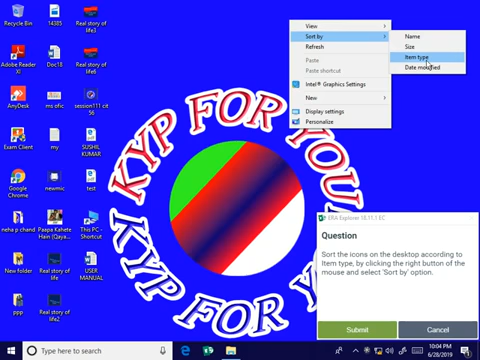 Recycle Bin
14385
Real story of
life3
Adobe Reader
XI
Doc18
Real story of
life6
AnyDesk
ms ofic
session111 cit
56
Exam Client
my
SUSHIL
KUMAR
Google
Chrome
newmic
test
neha p chand
Paapa Kahete
Hain (Qaya...
This PC -
Shortcut
New folder
Real story of
life
USER
MANUAL
ppp
Real story of
life2
KYP FOR YOU
KYP FOR YOU
View
Sort by
Refresh
Paste
Paste shortcut
Intel® Graphics Settings
New
Display settings
Personalize
Name
Size
Item type
Date modified
ERA Explorer 10.11.1 EC
Question
Sort the icons on the desktop according to
Item type, by clicking the right button of the
mouse and select 'Sort by' option.
Submit
Cancel
Type here to search
10:04 PM
6/28/2019